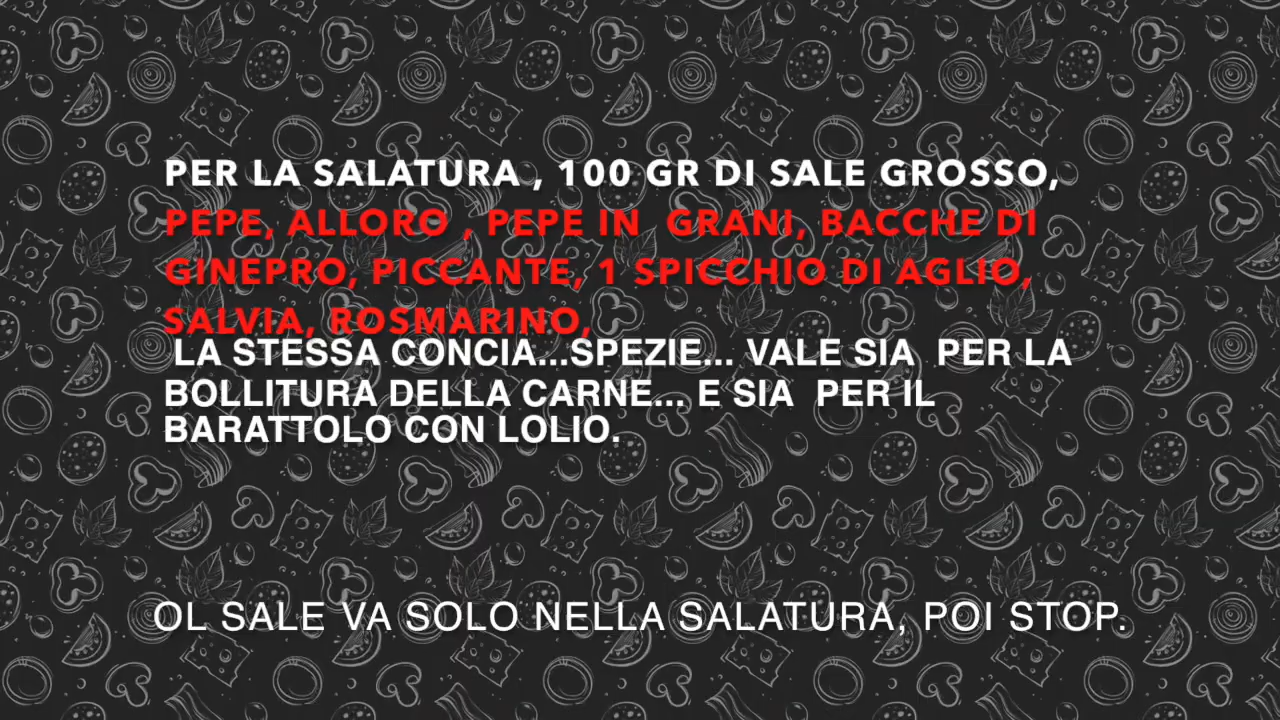 PER LA SALATURA , 100 GR DI SALE GROSSO,
PEPE, ALLORO , PEPE IN  GRANI, BACCHE DI
GINEPRO, PICCANTE, 1 SPICCHIO DI AGLIO,
SALVIA, ROSMARINO,
LA STESSA CONCIA...SPEZIE... VALE SIA  PER LA
BOLLITURA DELLA CARNE... E SIA  PER IL
BARATTOLO CON LOLIO.
OL SALE VA SOLO NELLA SALATURA, POI STOP.